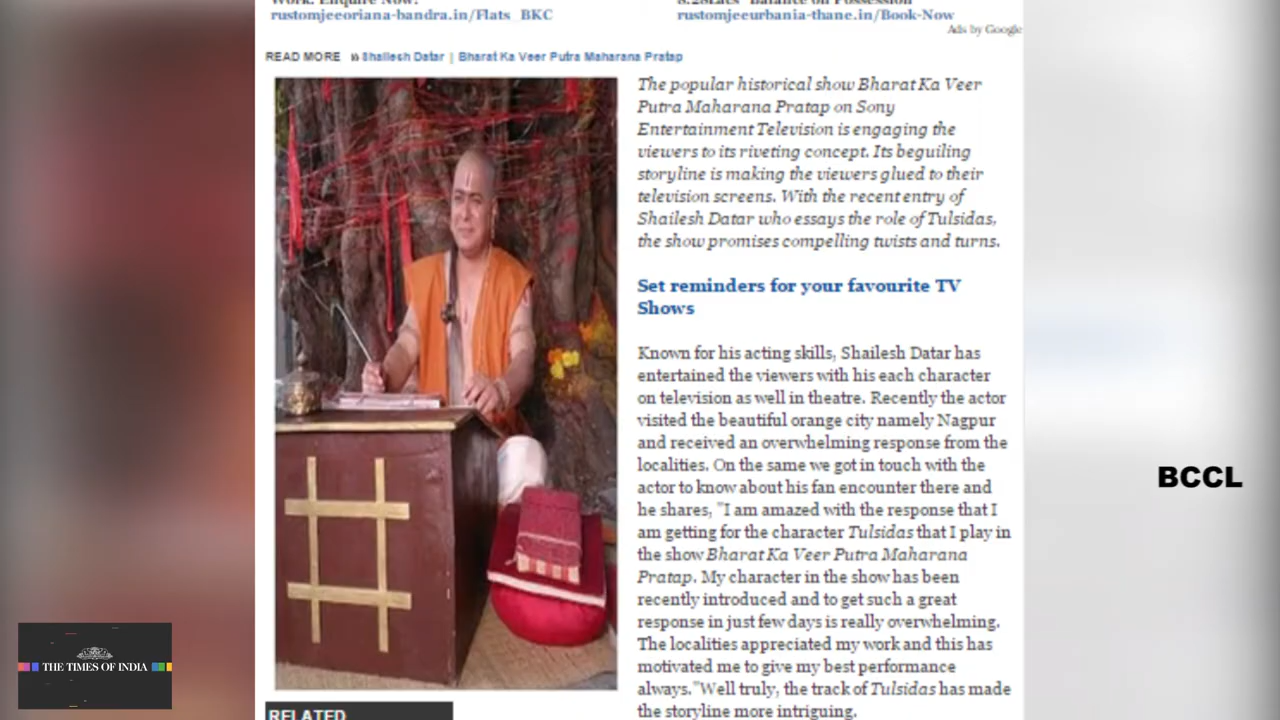 Work. Enquire Now!
rustomjeeoriana-bandra.in/Flats_BKC
Balance on Possession
rustomjeeurbania-thane.in/Book-Now
Ads by Google
READ MORE » Shailesh Datar | Bharat Ka Veer Putra Maharana Pratap
The popular historical show Bharat Ka Veer
Putra Maharana Pratap on Sony
Entertainment Television is engaging the
viewers to its riveting concept. Its beguiling
storyline is making the viewers glued to their
television screens. With the recent entry of
Shailesh Datar who essays the role of Tulsidas,
the show promises compelling twists and turns.
Set reminders for your favourite TV
Shows
Known for his acting skills, Shailesh Datar has
entertained the viewers with his each character
on television as well in theatre. Recently the actor
visited the beautiful orange city namely Nagpur
and received an overwhelming response from the
localities. On the same we got in touch with the
actor to know about his fan encounter there and
he shares, "I am amazed with the response that I
am getting for the character Tulsidas that I play in
the show Bharat Ka Veer Putra Maharana
Pratap. My character in the show has been
recently introduced and to get such a great
response in just few days is really overwhelming.
The localities appreciated my work and this has
motivated me to give my best performance
always."Well truly, the track of Tulsidas has made
the storyline more intriguing.
RELATED
BCCL
THE TIMES OF INDIA